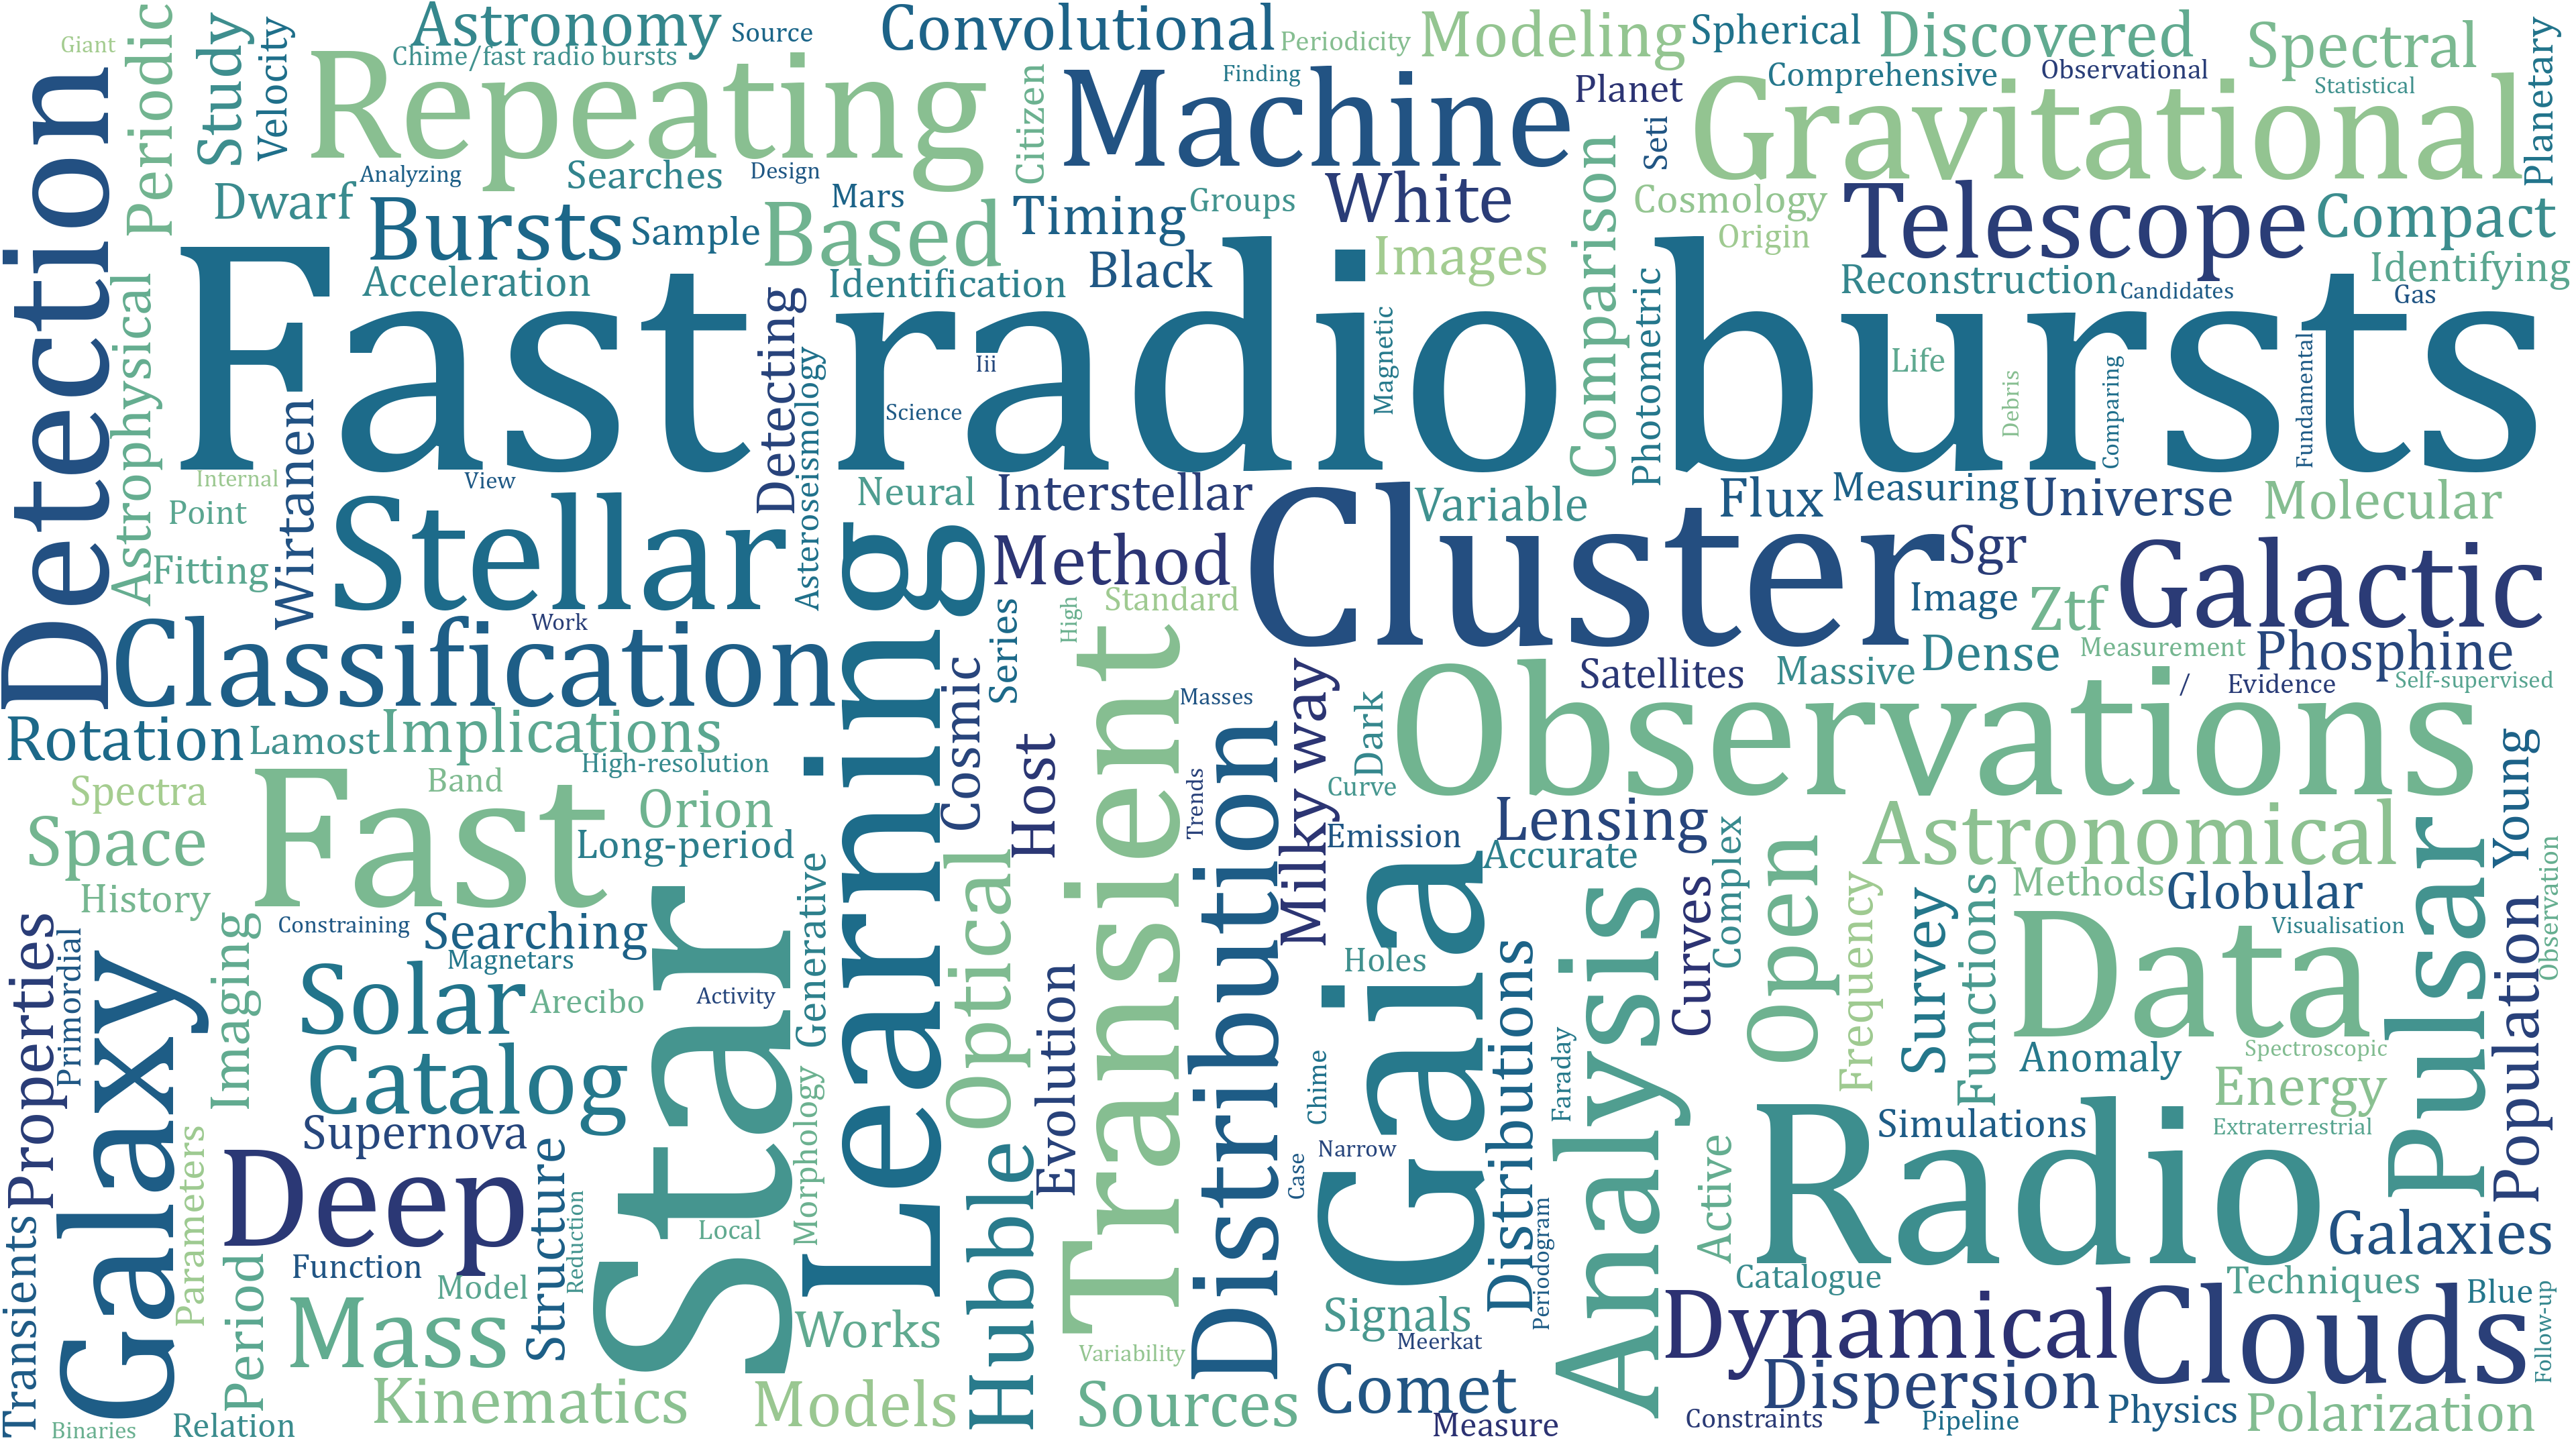 Giant
Periodic
Study
Velocity
Astronomy
Source
Chime/fast radio bursts
Repeating
Convolutional
Periodicity
Modeling
Spherical
Discovered
Spectral
Planetary
Finding
Machine
Citizen
Planet
Comprehensive
Observational
Statistical
Gravitational
Seti
Detection
Analyzing
Searches
Design
Dwarf
Bursts
Sample
Based
Mars
Timing
Groups
White
Comparison
Cosmology
Origin
Telescope
Compact
Acceleration
Identification
Black
Images
Reconstruction
Candidates
Identifying
Gas
Astrophysical
Fast radio bursts
Detecting
Asteroseismology
Iii
Science
Magnetic
Photometric
Life
Debris
Comparing
Fundamental
Internal
Point
Fitting
Wirtanen
View
Stellar
Work
Neural
Interstellar
Method
Standard
High
Cluster
Variable
Flux
Measuring
Universe
Molecular
Sgr
Image
Ztf
Galactic
Classification
Learning
Cosmic
Series
Transient
Masses
Satellites
Massive
Dense
Measurement
Phosphine
/
Evidence
Self-supervised
Rotation
Lamost
Implications
High-resolution
Spectra
Band
Space
Fast
Orion
Long-period
History
Host
Trends
Distribution
Milky way
Dark
Curve
Observations
Emission
Lensing
Accurate
Complex
Open
Astronomical
Young
Observation
Constraining
Searching
Magnetars
Star
Generative
Optical
Gaia
Holes
Analysis
Curves
Frequency
Methods
Globular
Survey
Functions
Data
Visualisation
Pulsar
Population
Properties
Primordial
Galaxy
Imaging
Solar
Arecibo
Activity
Catalog
Supernova
Evolution
Chime
Distributions
Faraday
Anomaly
Spectroscopic
Energy
Extraterrestrial
Simulations
Radio
Active
Transients
Parameters
Period
Deep
Structure
Reduction
Local
Morphology
Hubble
Case
Narrow
Periodogram
Galaxies
Function
Model
Mass
Works
Signals
Catalogue
Techniques
Blue
Follow-up
Variability
Meerkat
Dynamical
Clouds
Binaries
Relation
Kinematics
Models
Sources
Comet
Measure
Dispersion
Constraints
Pipeline
Physics
Polarization